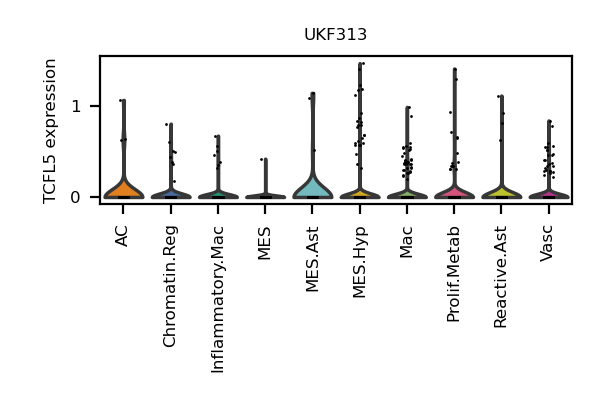 UKF313
TCFL5 expression
1
0
AC
Chromatin.Reg
Inflammatory.Mac
MES
MES.Ast
MES.Hyp
Mac
Prolif.Metab
Reactive.Ast
Vasc